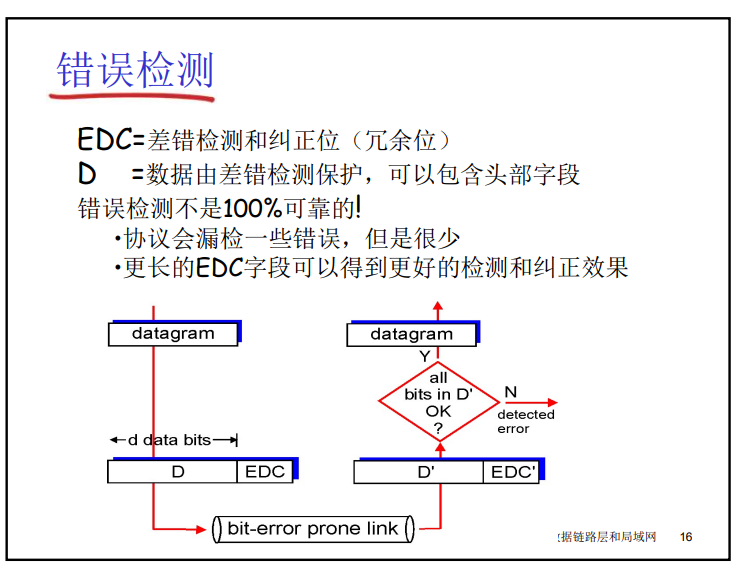 错误检测
EDC=差错检测和纠正位（冗余位）
D =数据由差错检测保护，可以包含头部字段
错误检测不是100%可靠的!
•协议会漏检一些错误，但是很少
•更长的EDC字段可以得到更好的检测和纠正效果
datagram
datagram
Y
all
bits in D'
OK
?
N
detected
error
d data bits
D
EDC
D'
EDC'
bit-error prone link
据链路层和局域网
16